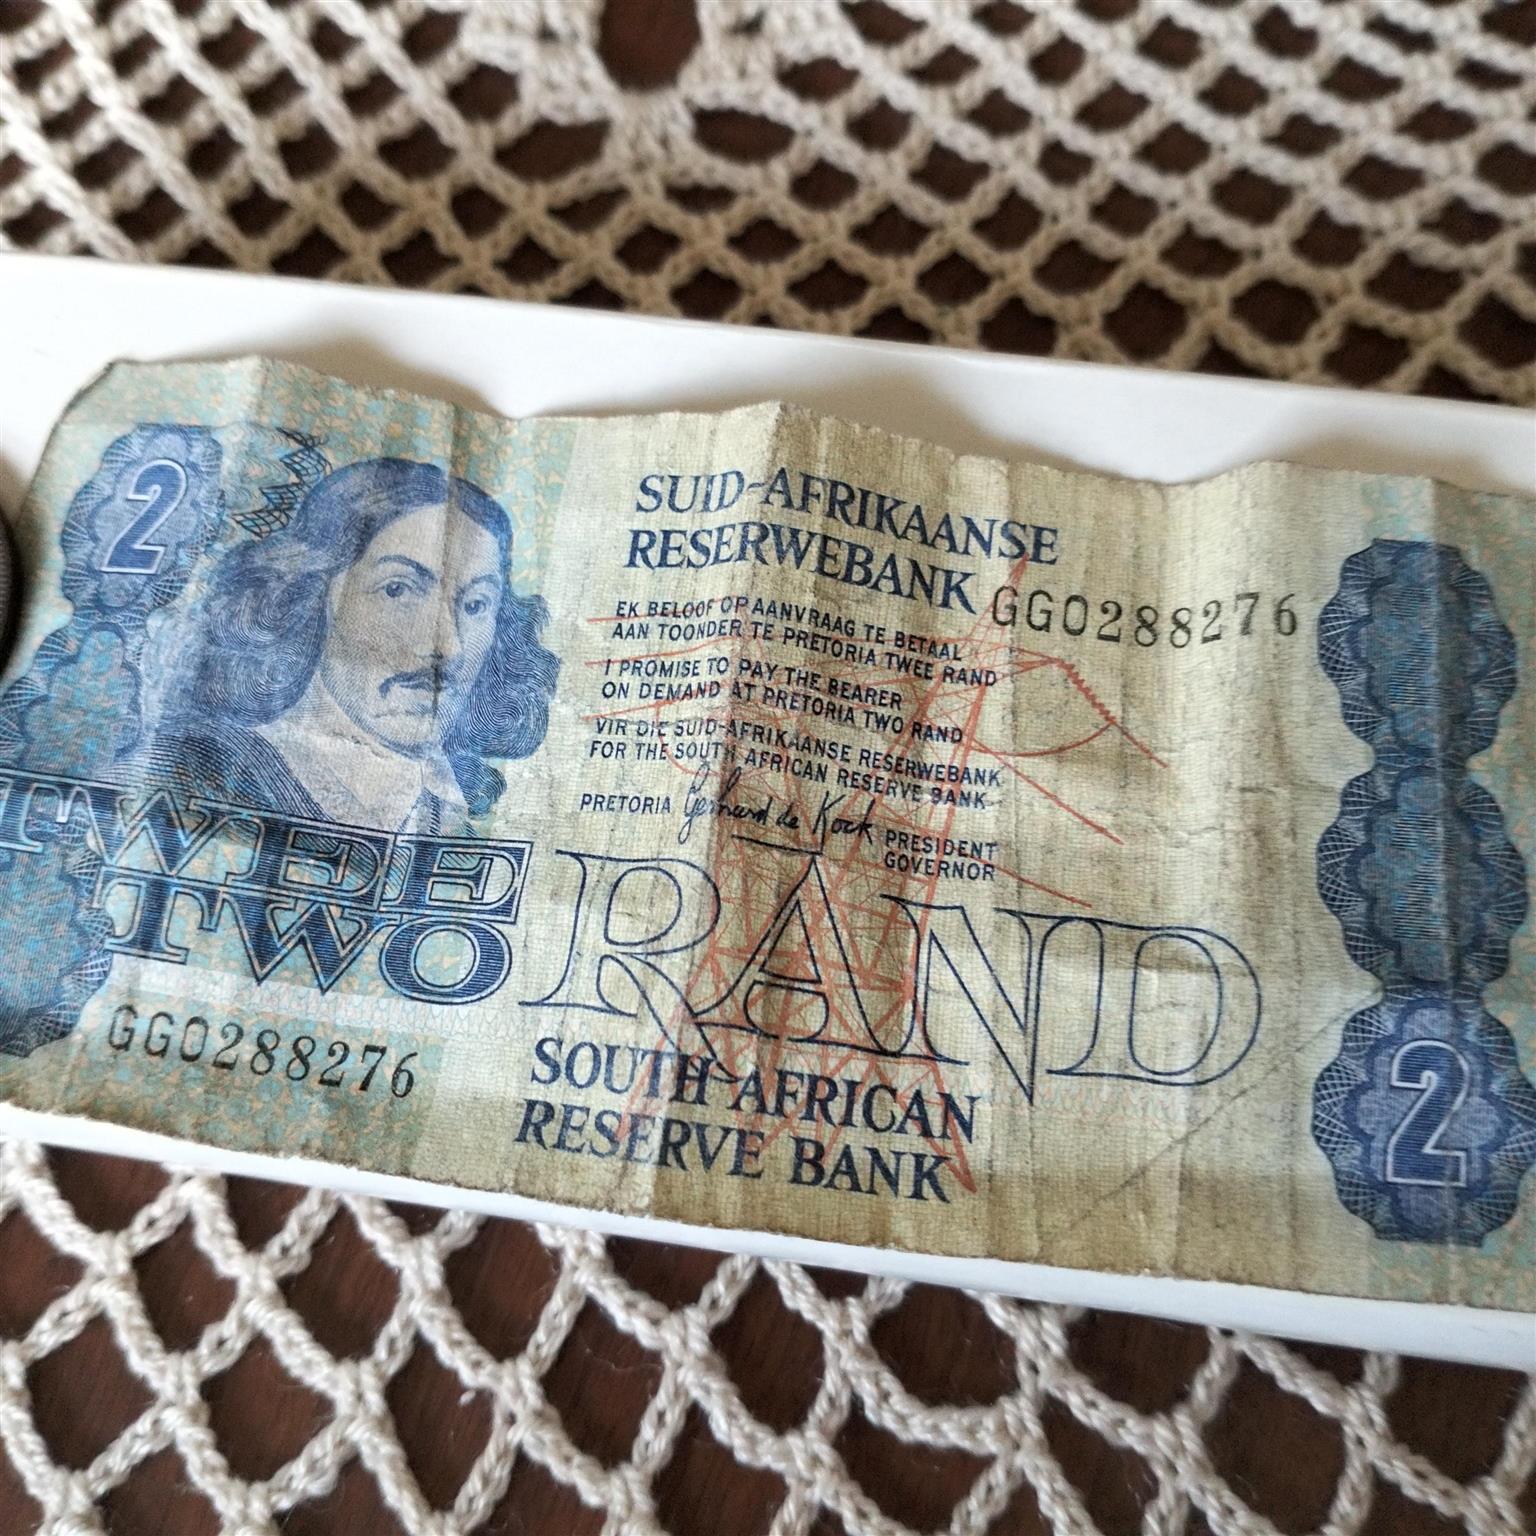 2
SUID-AFRIKAANSE
RESERWEBANK
GG0288276
EK BELOOF OP AANVRAAG TE BETAAL
AAN TOONDER TE PRETORIA TWEE RAND
I PROMISE TO PAY THE BEARER
ON DEMAND AT PRETORIA TWO RAND
VIR DIE SUID-AFRIKAANSE RESERWEBANK
FOR THE SOUTH AFRICAN RESERVE BANK
PRETORIA Gerhard de Kock PRESIDENT
GOVERNOR
TWEE
TWO
RAND
GG0288276
SOUTH-AFRICAN
RESERVE BANK
2